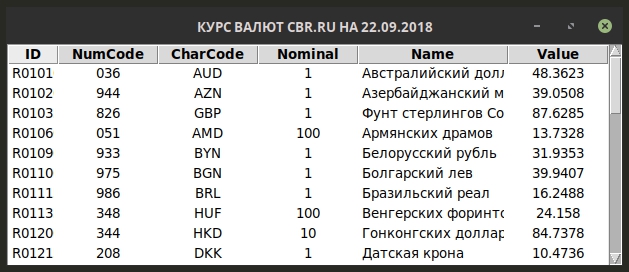 КУРС ВАЛЮТ CBR.RU НА 22.09.2018
ID NumCode CharCode Nominal Name Value
R0101 036 AUD 1 Австралийский долл 48.3623
R0102 944 AZN 1 Азербайджанский м 39.0508
R0103 826 GBP 1 Фунт стерлингов Со 87.6285
R0106 051 AMD 100 Армянских драмов 13.7328
R0109 933 BYN 1 Белорусский рубль 31.9353
R0110 975 BGN 1 Болгарский лев 39.9407
R0111 986 BRL 1 Бразильский реал 16.2488
R0113 348 HUF 100 Венгерских форинто 24.158
R0120 344 HKD 10 Гонконгских доллар 84.7378
R0121 208 DKK 1 Датская крона 10.4736